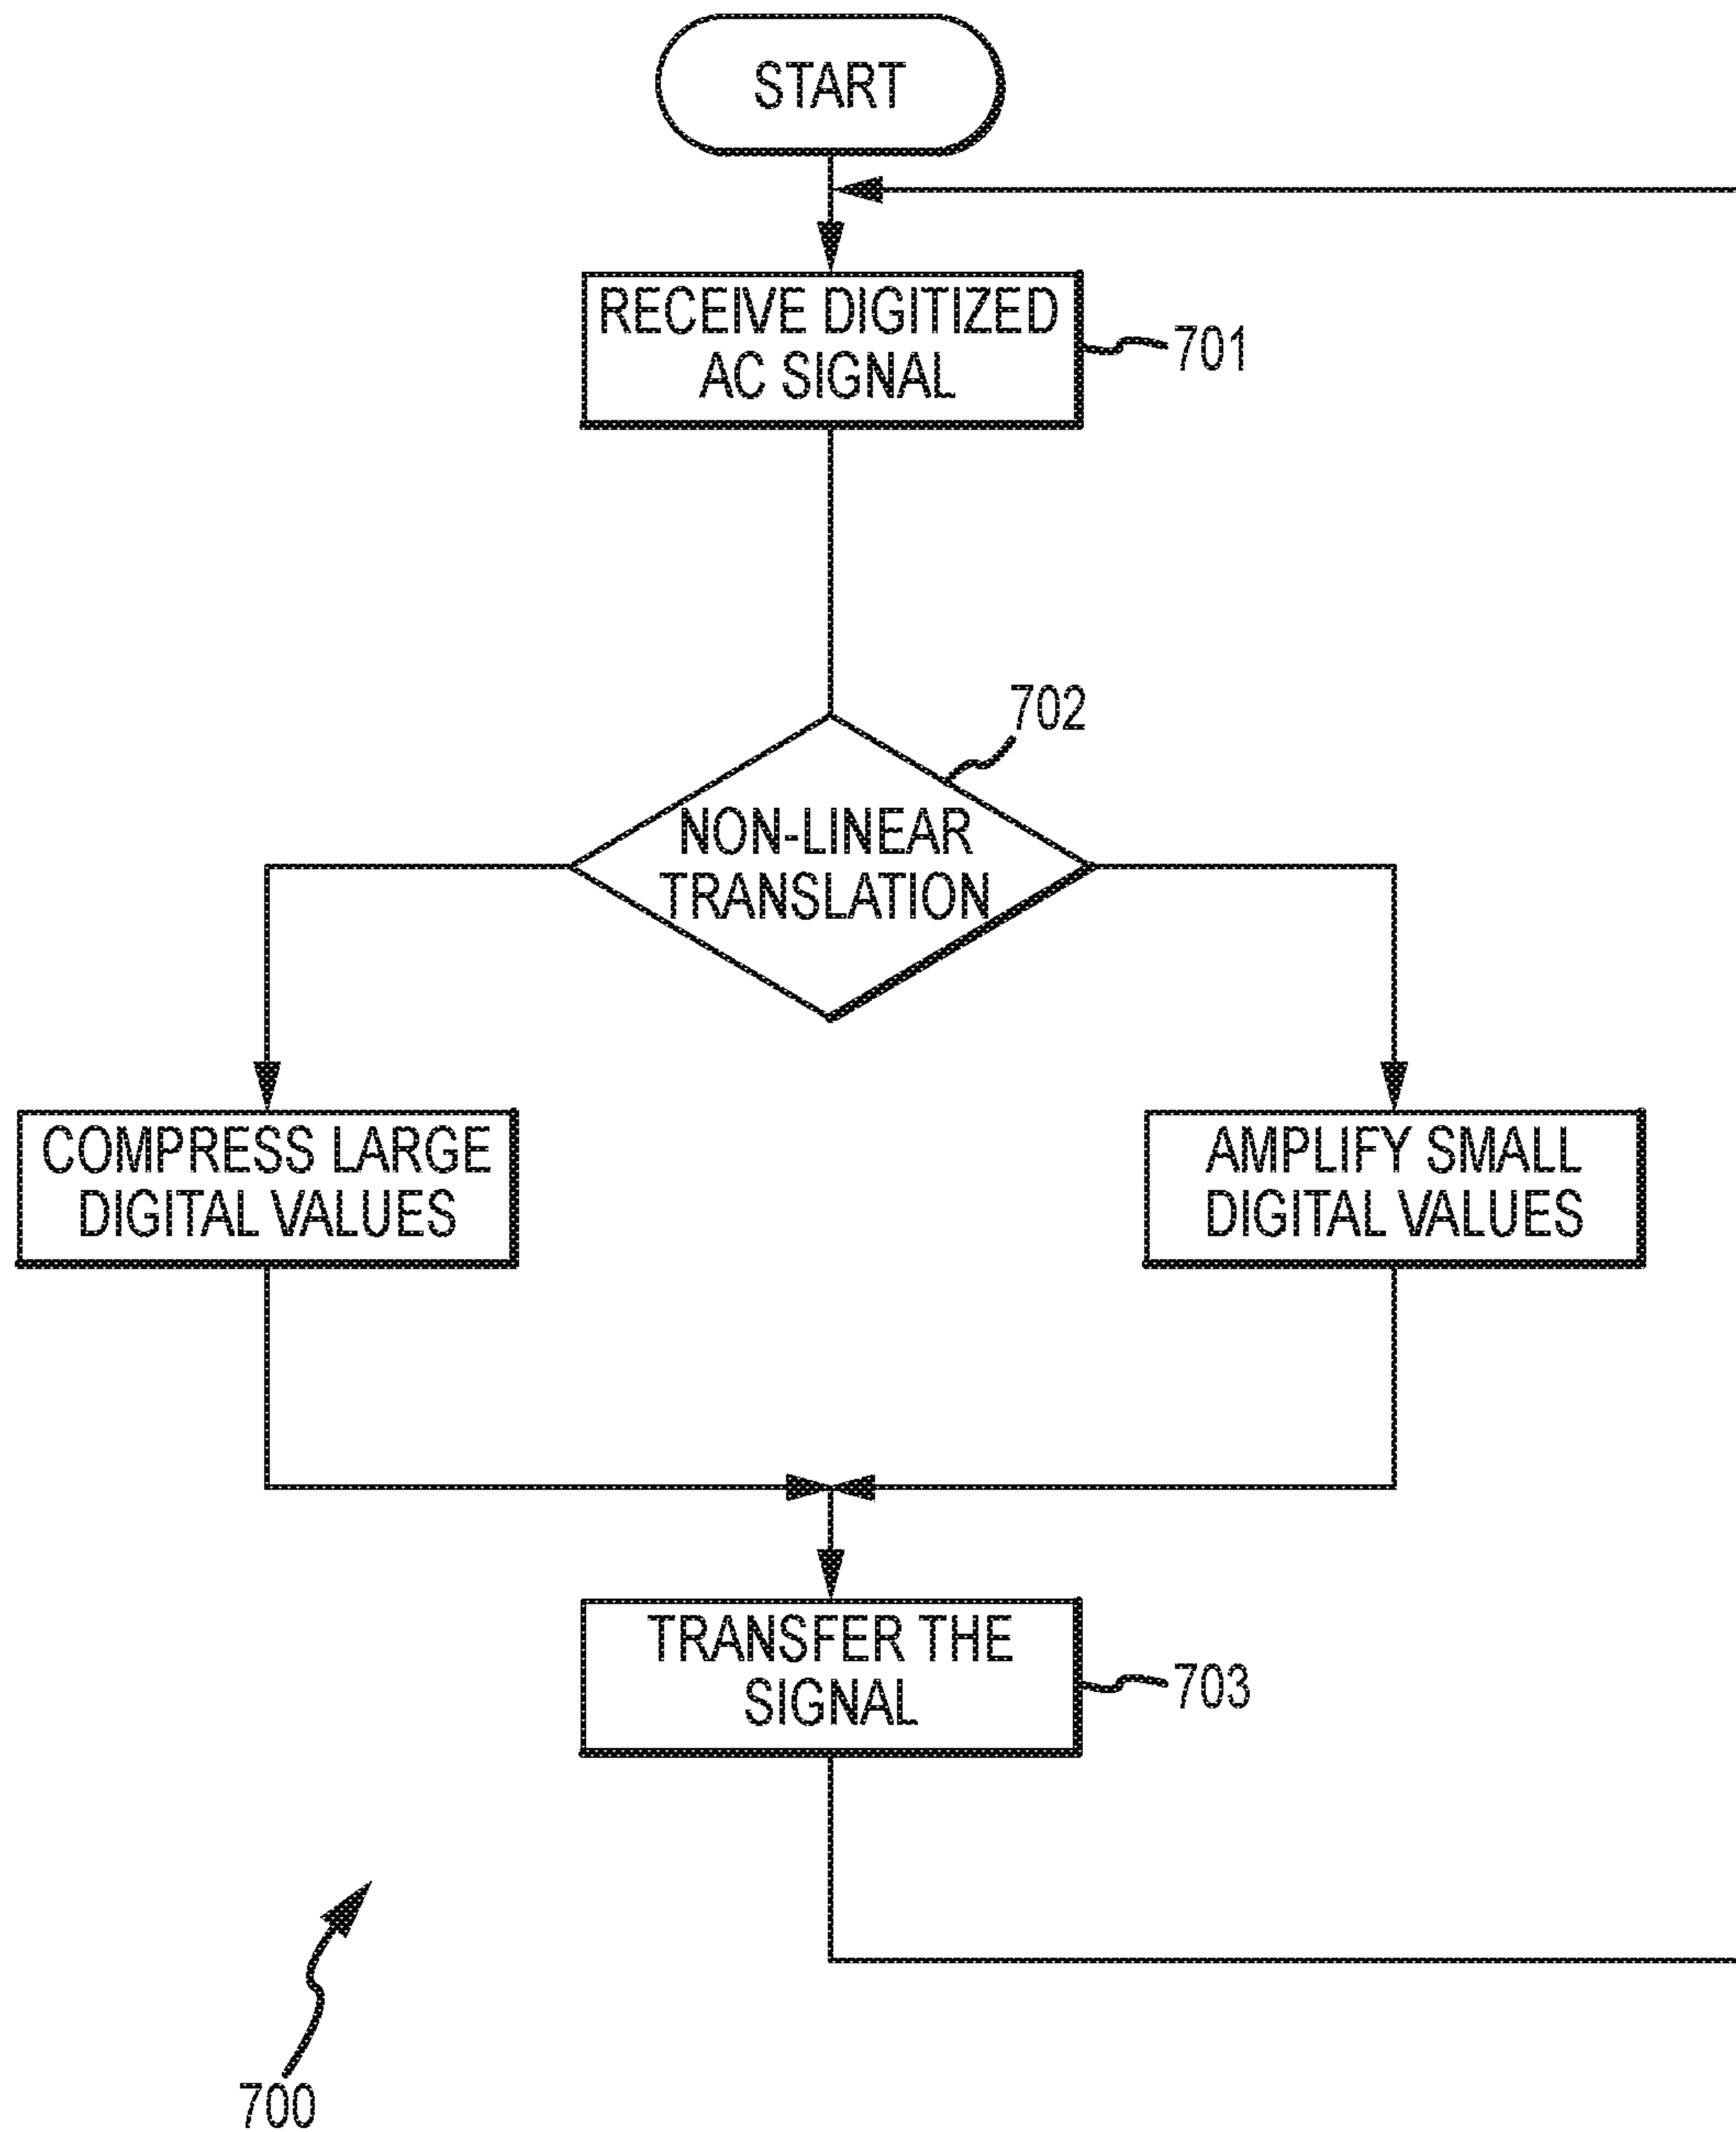 START
RECEIVE DIGITIZED
AC SIGNAL
701
702
NON-LINEAR
TRANSLATION
COMPRESS LARGE
DIGITAL VALUES
AMPLIFY SMALL
DIGITAL VALUES
TRANSFER THE
SIGNAL
703
700